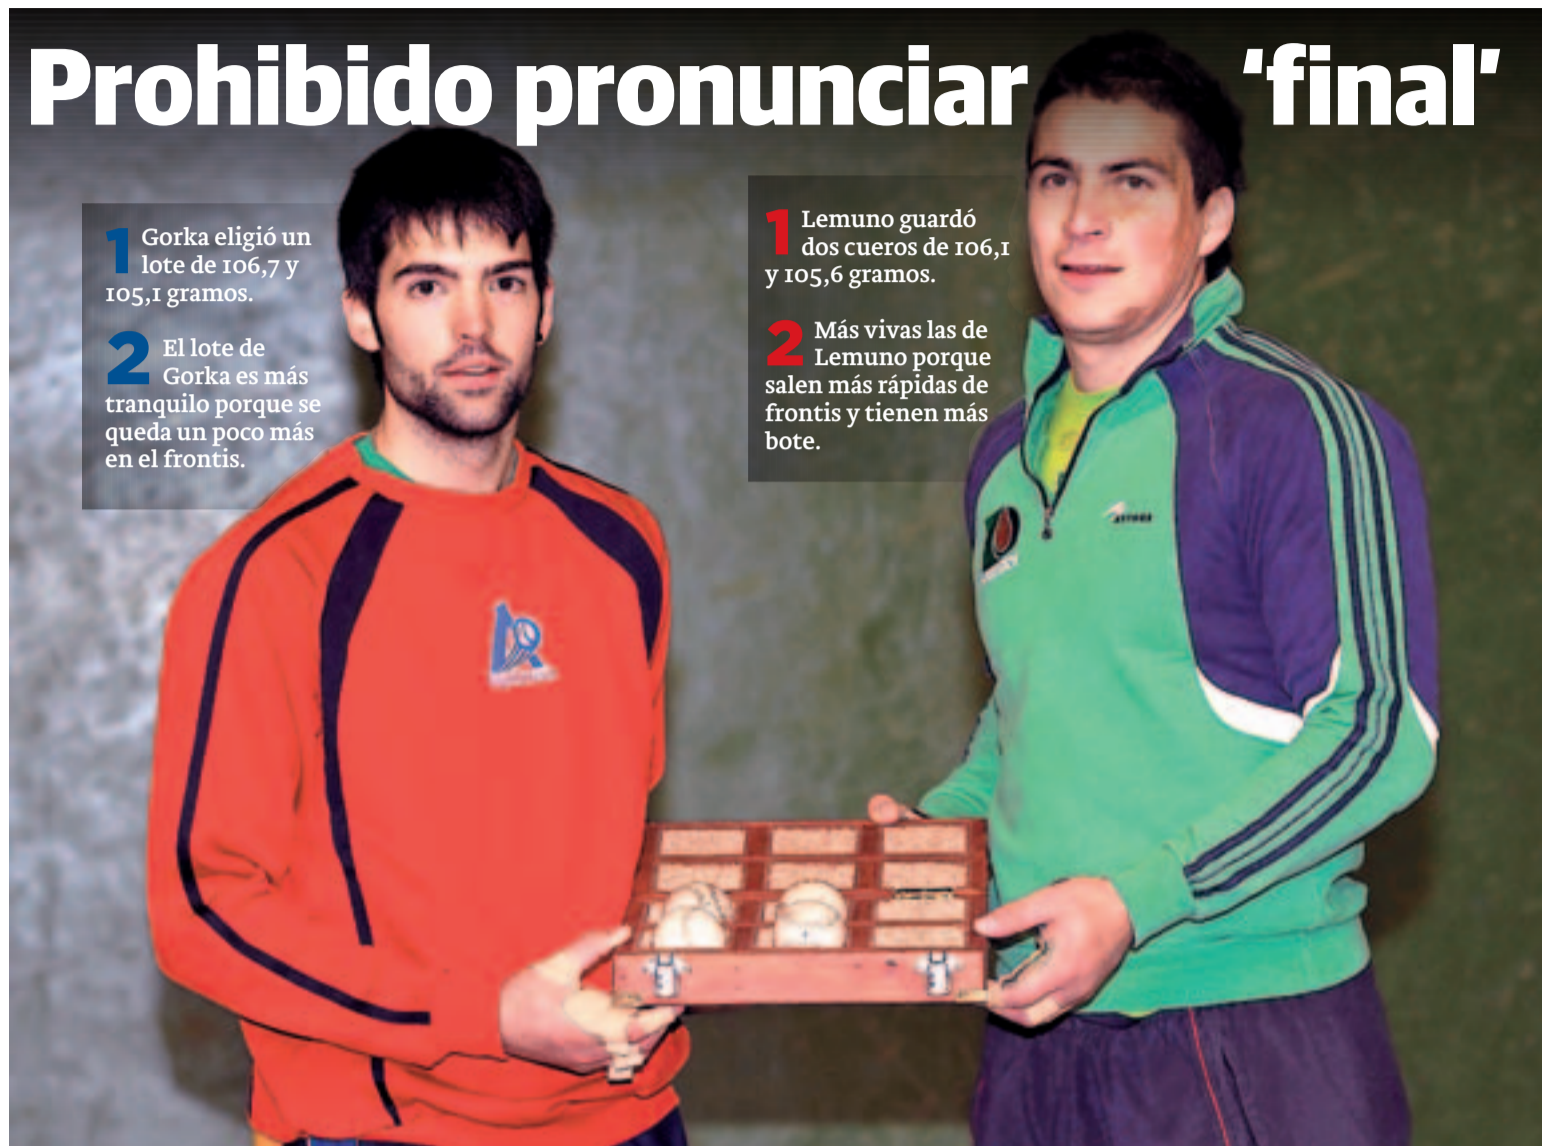 Prohibido pronunciar ‘final’
1 Gorka eligió un
lote de 106,7 y
105,1 gramos.
2 El lote de
Gorka es más
tranquilo porque se
queda un poco más
en el frontis.
1 Lemuno guardó
dos cueros de 106,1
y 105,6 gramos.
2 Más vivas las de
Lemuno porque
salen más rápidas de
frontis y tienen más
bote.